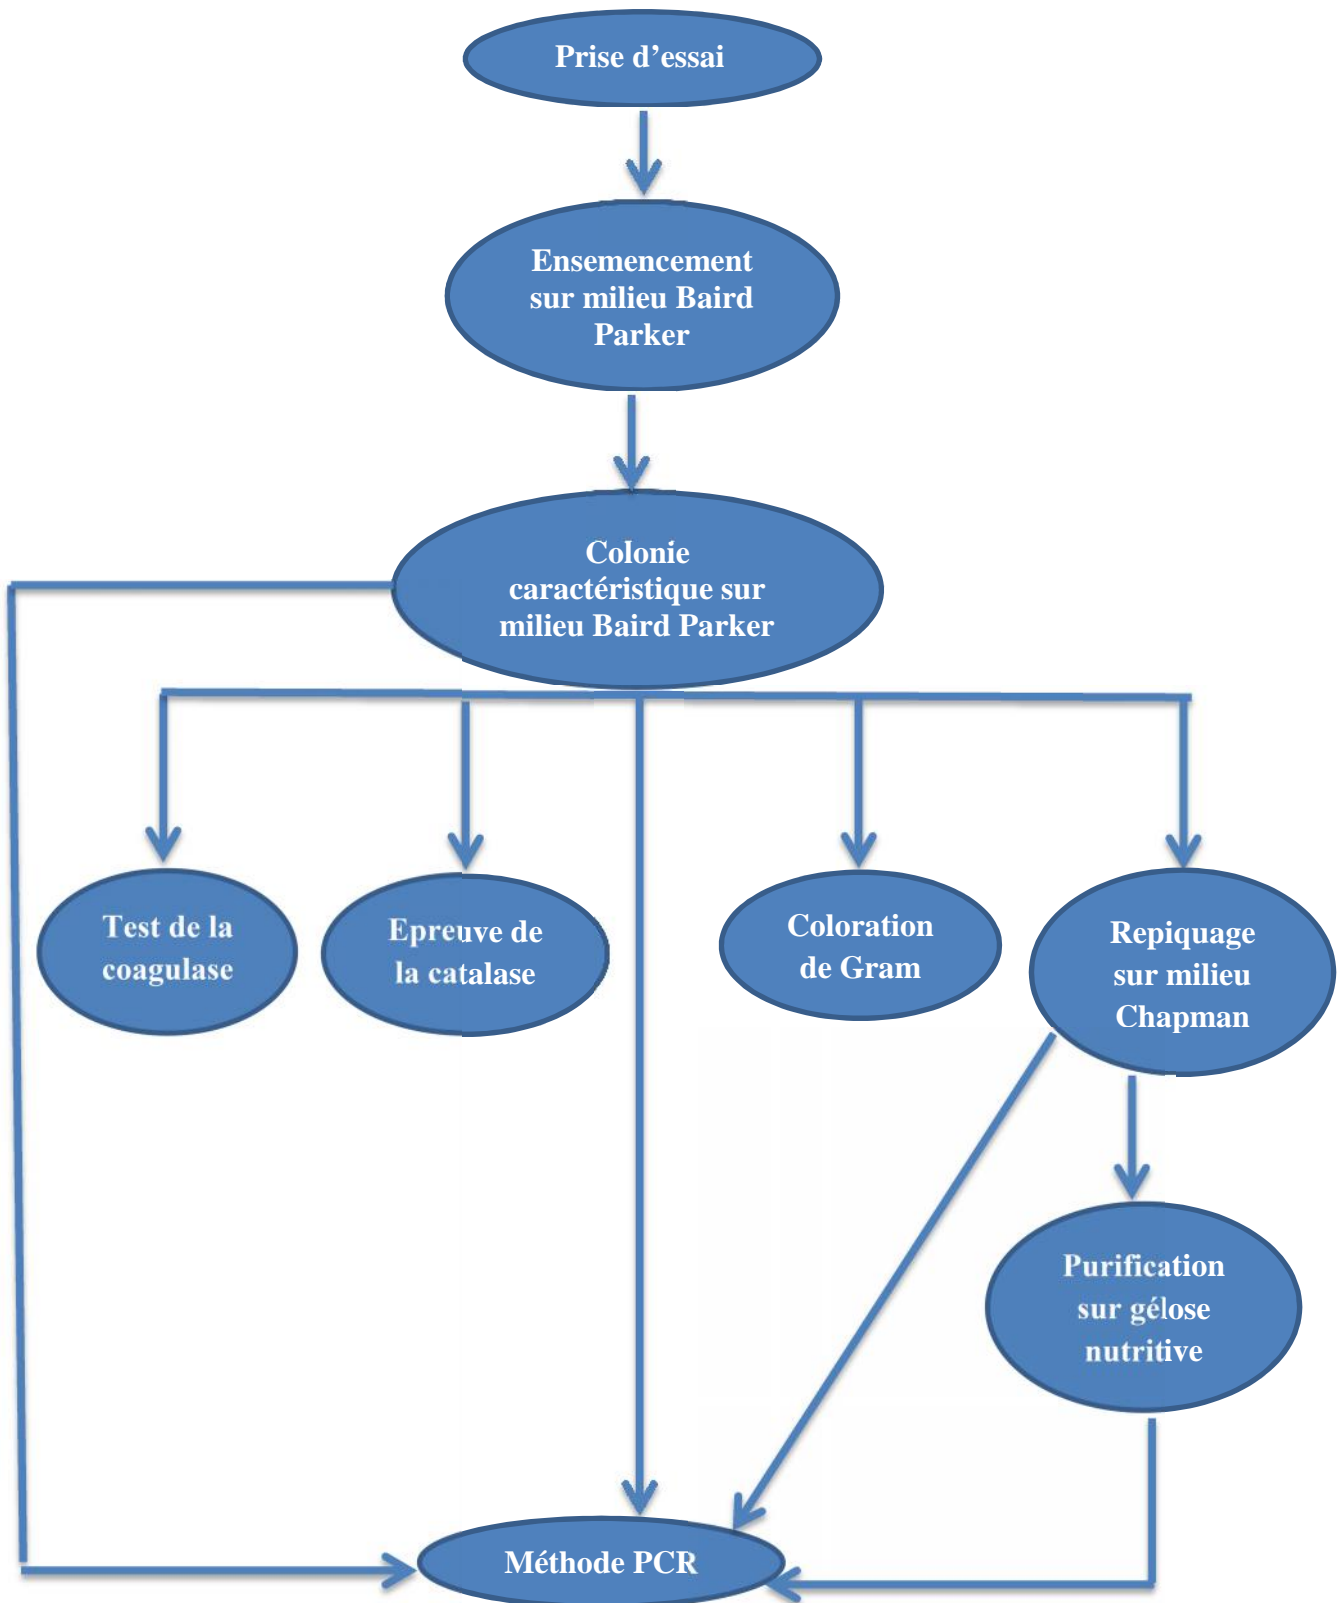 Prise d’essai
Ensemencement
sur milieu Baird
Parker
Colonie
caractéristique sur
milieu Baird Parker
Test de la
coagulase
Epreuve de
la catalase
Coloration
de Gram
Repiquage
sur milieu
Chapman
Purification
sur gélose
nutritive
Méthode PCR